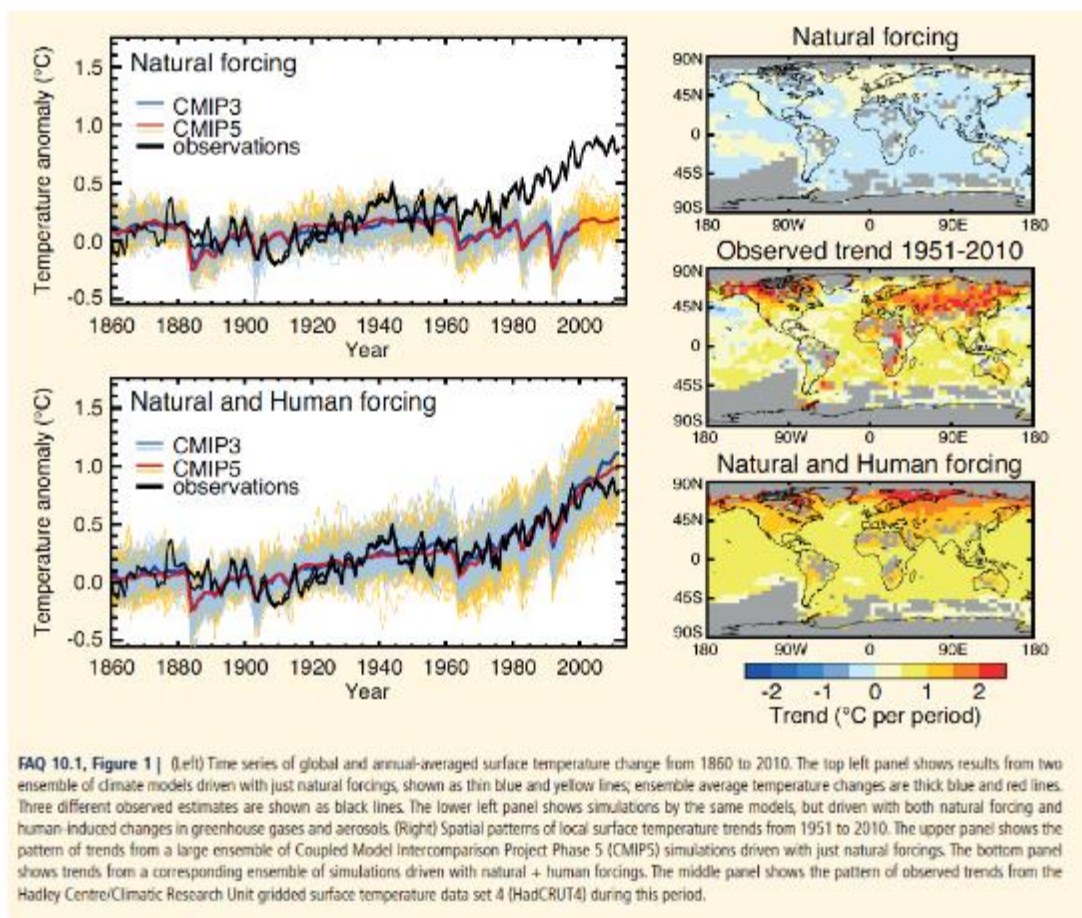 Natural forcing
CMIP3
CMIP5
observations
Temperature anomaly (°C)
1.5
1.0
0.5
0.0
-0.5
1860 1880 1900 1920 1940 1960 1980 2000
Year
Natural and Human forcing
CMIP3
CMIP5
observations
Temperature anomaly (°C)
1.5
1.0
0.5
0.0
-0.5
1860 1880 1900 1920 1940 1960 1980 2000
Year
Natural forcing
90N
45N
0
45S
90S
180 90W 0 90E 180
Observed trend 1951-2010
90N
45N
0
45S
90S
180 90W 0 90E 180
Natural and Human forcing
90N
45N
0
45S
90S
180 90W 0 90E 180
-2 -1 0 1 2
Trend (°C per period)
FAQ 10.1, Figure 1 | (Left) Time series of global and annual-averaged surface temperature change from 1860 to 2010. The top left panel shows results from two
ensemble of climate models driven with just natural forcings, shown as thin blue and yellow lines; ensemble average temperature changes are thick blue and red lines.
Three different observed estimates are shown as black lines. The lower left panel shows simulations by the same models, but driven with both natural forcing and
human-induced changes in greenhouse gases and aerosols. (Right) Spatial patterns of local surface temperature trends from 1951 to 2010. The upper panel shows the
pattern of trends from a large ensemble of Coupled Model Intercomparison Project Phase 5 (CMIP5) simulations driven with just natural forcings. The bottom panel
shows trends from a corresponding ensemble of simulations driven with natural + human forcings. The middle panel shows the pattern of observed trends from the
Hadley Centre/Climatic Research Unit gridded surface temperature data set 4 (HadCRUT4) during this period.